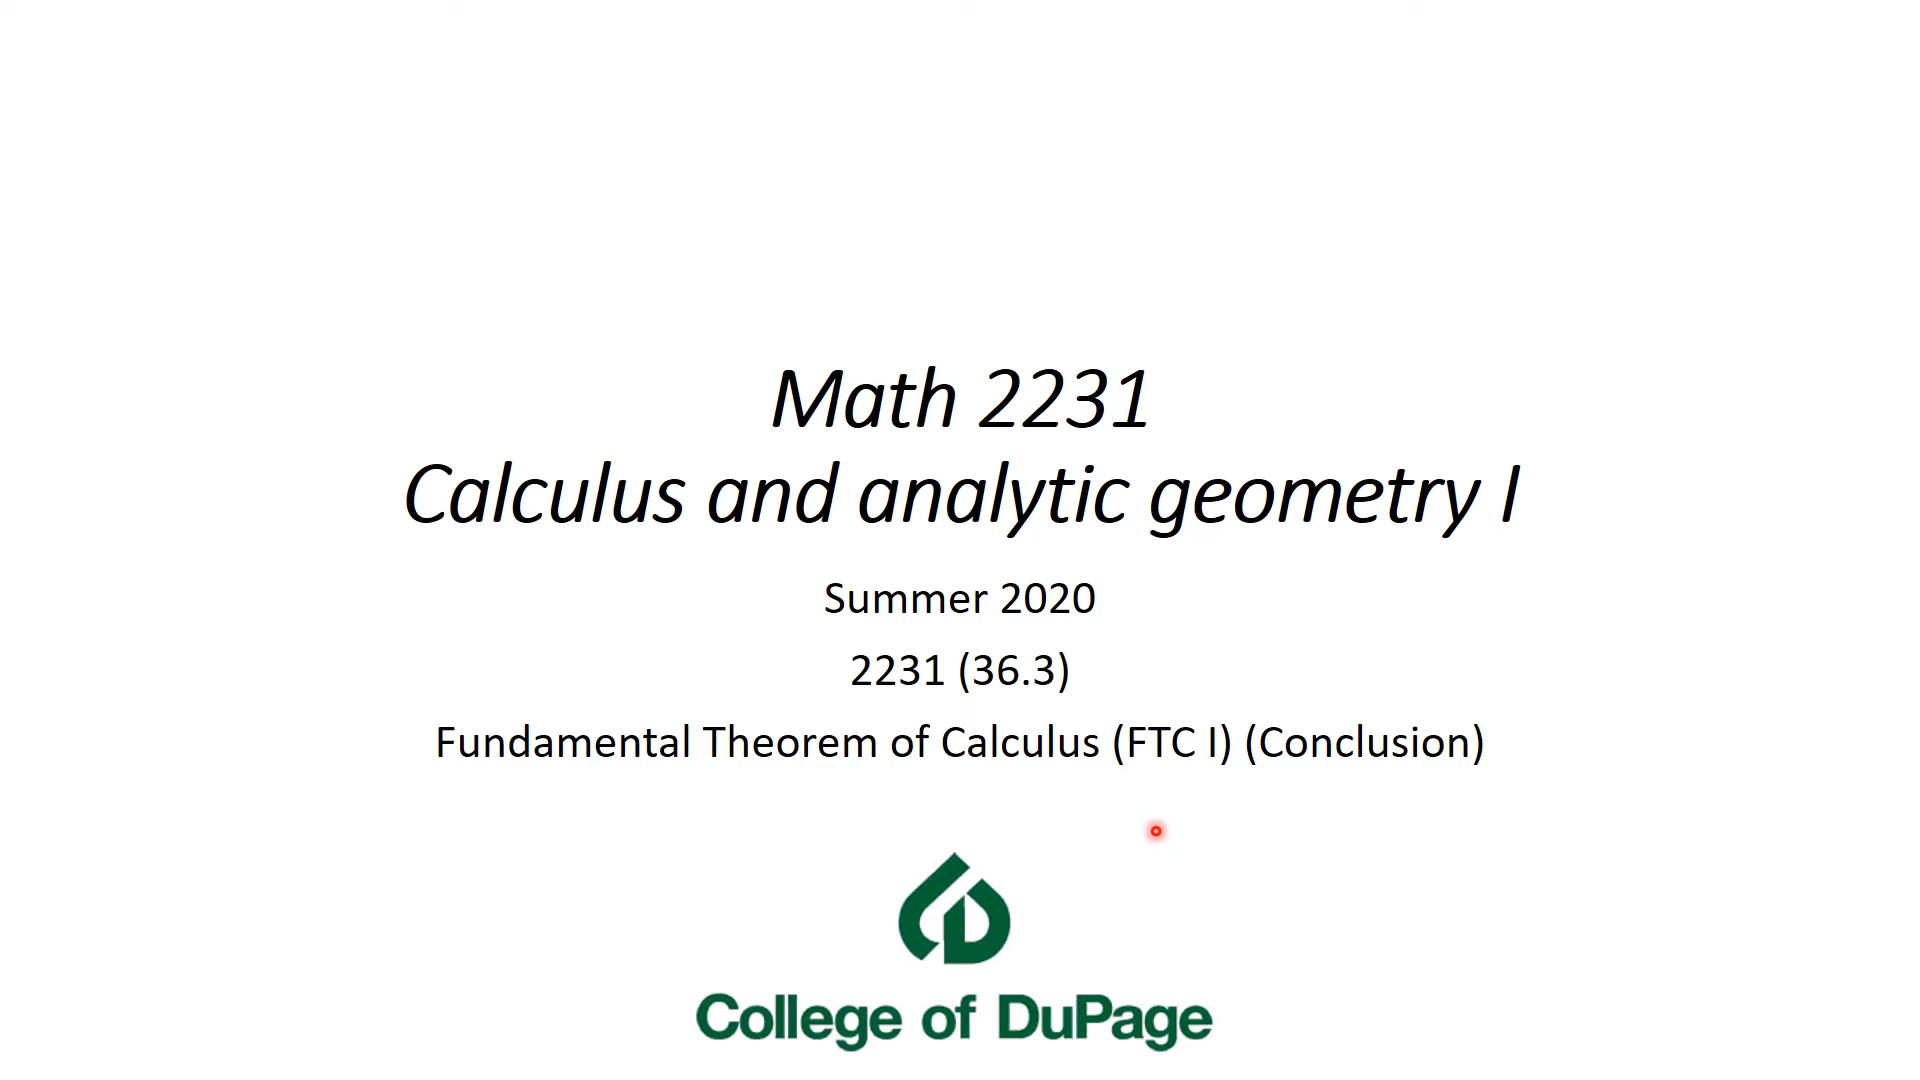 Math 2231
Calculus and analytic geometry I
Summer 2020
2231 (36.3)
Fundamental Theorem of Calculus (FTC I) (Conclusion)
College of DuPage